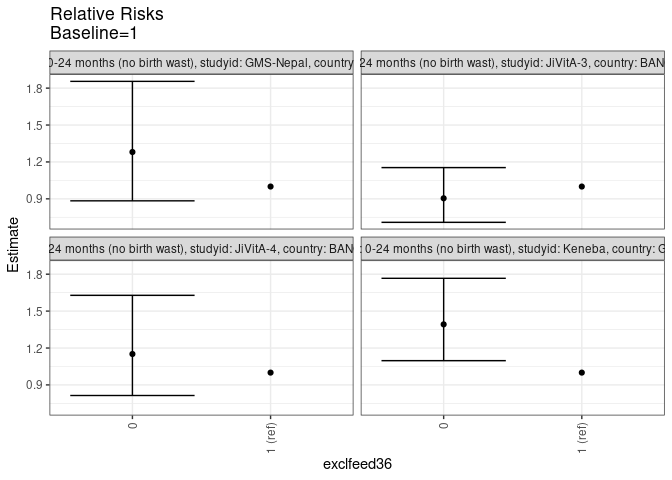 Relative Risks
Baseline=1
0-24 months (no birth wast), studyid: GMS-Nepal, country
24 months (no birth wast), studyid: JiVitA-3, country: BAN
1.8
1.5
1.2
0.9
24 months (no birth wast), studyid: JiVitA-4, country: BAN
: 0-24 months (no birth wast), studyid: Keneba, country: G
1.8
1.5
1.2
0.9
Estimate
0
1 (ref)
0
1 (ref)
exclfeed36